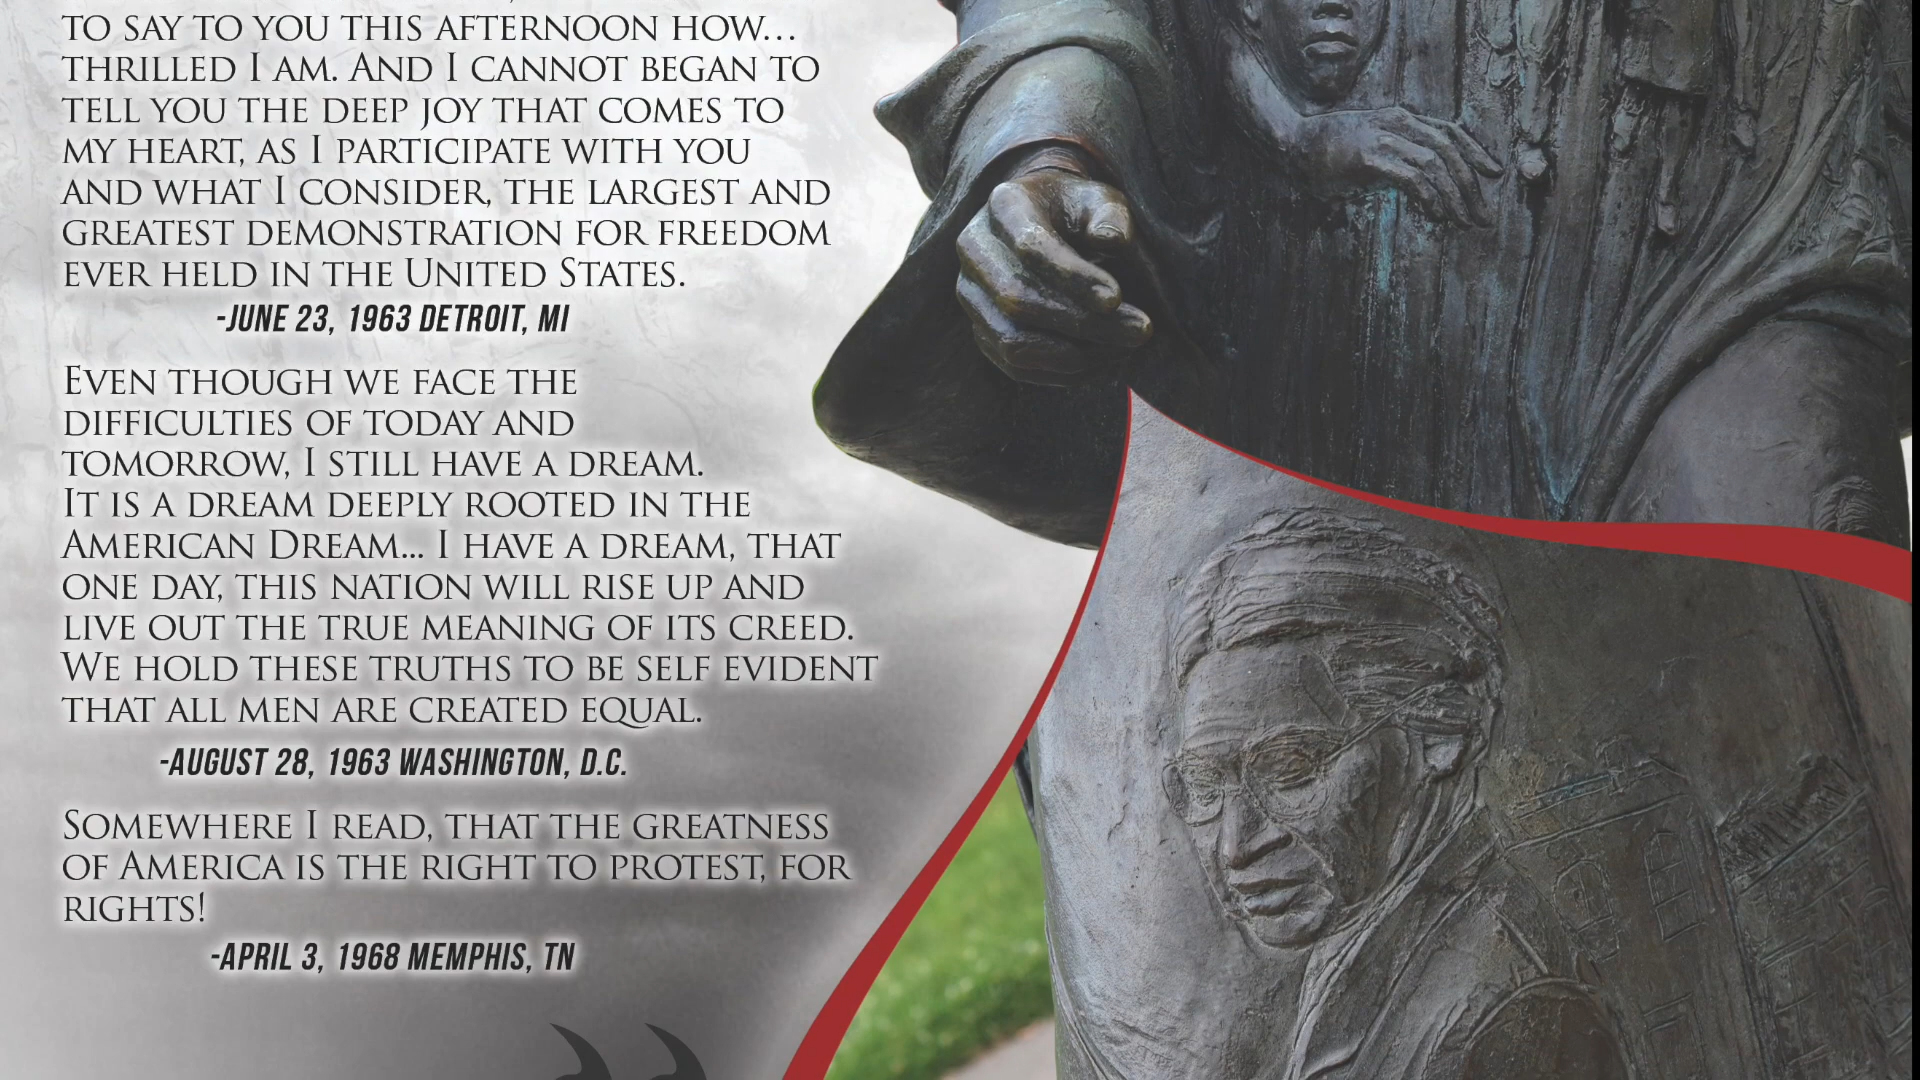 to say to you this afternoon how…
thrilled I am. And I cannot began to
tell you the deep joy that comes to
my heart, as I participate with you
and what I consider, the largest and
greatest demonstration for freedom
ever held in the United States.
-JUNE 23, 1963 DETROIT, MI
Even though we face the
difficulties of today and
tomorrow, I still have a dream.
It is a dream deeply rooted in the
American Dream... I have a dream, that
one day, this nation will rise up and
live out the true meaning of its creed.
We hold these truths to be self evident
that all men are created equal.
-AUGUST 28, 1963 WASHINGTON, D.C.
Somewhere I read, that the greatness
of America is the right to protest, for
rights!
-APRIL 3, 1968 MEMPHIS, TN